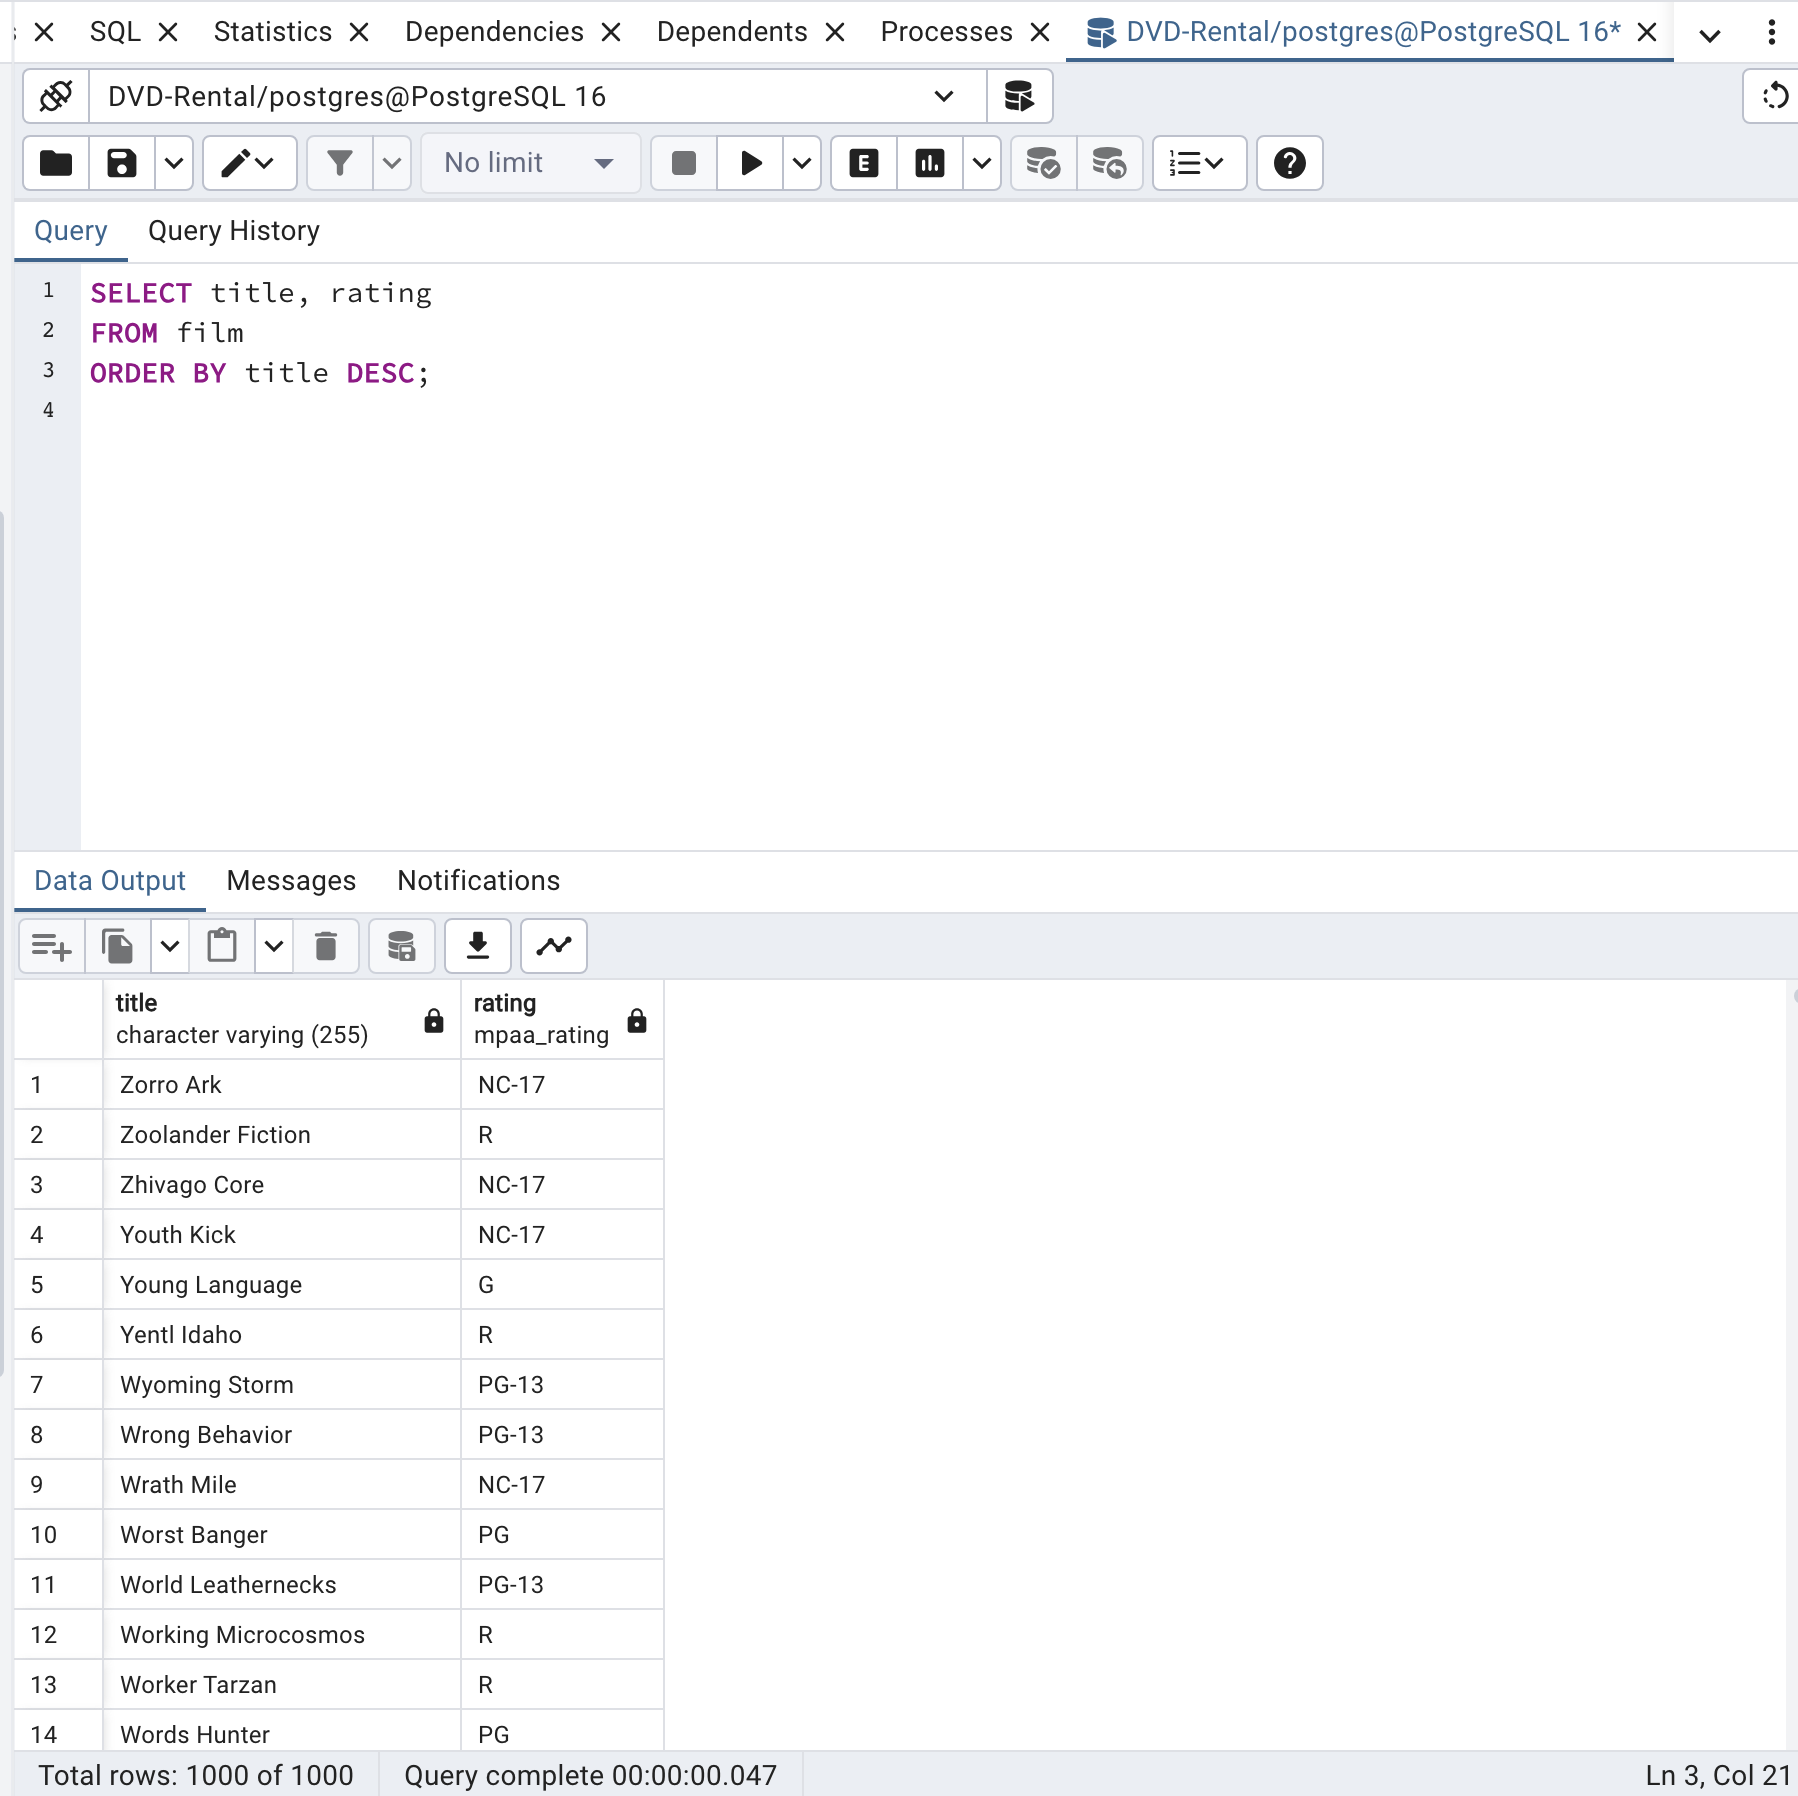 SQL Statistics Dependencies Dependents Processes DVD-Rental/postgres@PostgreSQL 16*
DVD-Rental/postgres@PostgreSQL 16
No limit E
Query Query History
1 SELECT title, rating
2 FROM film
3 ORDER BY title DESC;
4
Data Output Messages Notifications
title rating
character varying (255) mpaa_rating
1 Zorro Ark NC-17
2 Zoolander Fiction R
3 Zhivago Core NC-17
4 Youth Kick NC-17
5 Young Language G
6 Yentl Idaho R
7 Wyoming Storm PG-13
8 Wrong Behavior PG-13
9 Wrath Mile NC-17
10 Worst Banger PG
11 World Leathernecks PG-13
12 Working Microcosmos R
13 Worker Tarzan R
14 Words Hunter PG
Total rows: 1000 of 1000 Query complete 00:00:00.047 Ln 3, Col 21